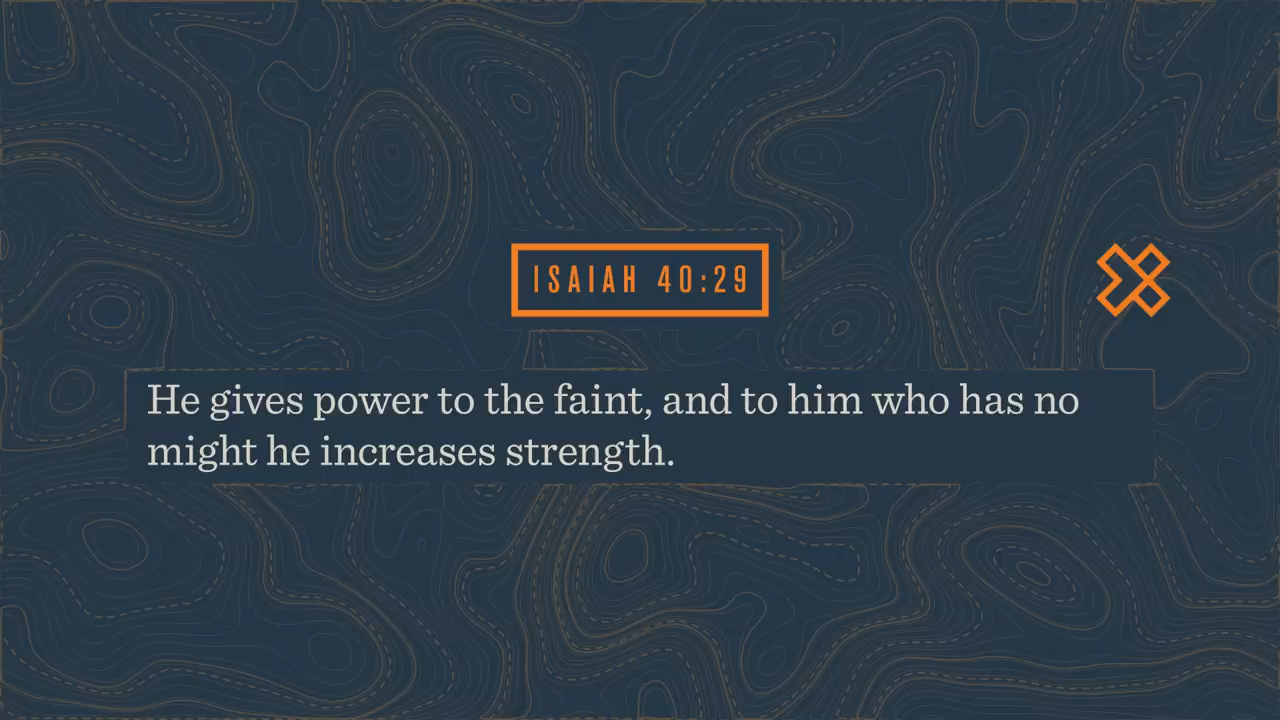 ISAIAH 40:29
He gives power to the faint, and to him who has no
might he increases strength.